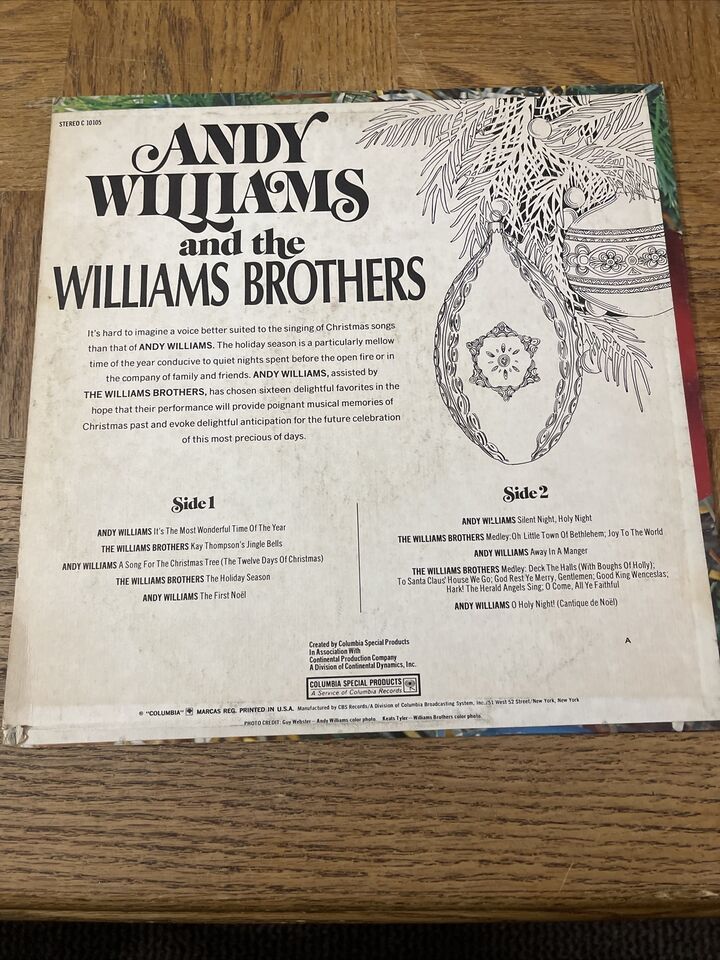 STEREO C 10105
ANDY
WILLIAMS
and the
WILLIAMS BROTHERS
It's hard to imagine a voice better suited to the singing of Christmas songs
than that of ANDY WILLIAMS. The holiday season is a particularly mellow
time of the year conducive to quiet nights spent before the open fire or in
the company of family and friends. ANDY WILLIAMS, assisted by
THE WILLIAMS BROTHERS, has chosen sixteen delightful favorites in the
hope that their performance will provide poignant musical memories of
Christmas past and evoke delightful anticipation for the future celebration
of this most precious of days.
Side 1
ANDY WILLIAMS It's The Most Wonderful Time Of The Year
THE WILLIAMS BROTHERS Kay Thompson's Jingle Bells
ANDY WILLIAMS A Song For The Christmas Tree (The Twelve Days Of Christmas)
THE WILLIAMS BROTHERS The Holiday Season
ANDY WILLIAMS The First Noël
Side 2
ANDY WILLIAMS Silent Night, Holy Night
THE WILLIAMS BROTHERS Medley: Oh Little Town Of Bethlehem; Joy To The World
ANDY WILLIAMS Away In A Manger
THE WILLIAMS BROTHERS Medley: Deck The Halls (With Boughs Of Holly);
To Santa Claus' House We Go; God Rest Ye Merry, Gentlemen; Good King Wenceslas;
Hark! The Herald Angels Sing; O Come, All Ye Faithful
ANDY WILLIAMS O Holy Night! (Cantique de Noël)
A
Created by Columbia Special Products
In Association With
Continental Production Company
A Division of Continental Dynamics, Inc.
COLUMBIA SPECIAL PRODUCTS
A Service of Columbia Records
® "COLUMBIA" MARCAS REG. PRINTED IN U.S.A. Manufactured by CBS Records/A Division of Columbia Broadcasting System, Inc./51 West 52 Street/New York, New York
PHOTO CREDIT: Guy Webster—Andy Williams color photo. Keats Tyler—Williams Brothers color photo.